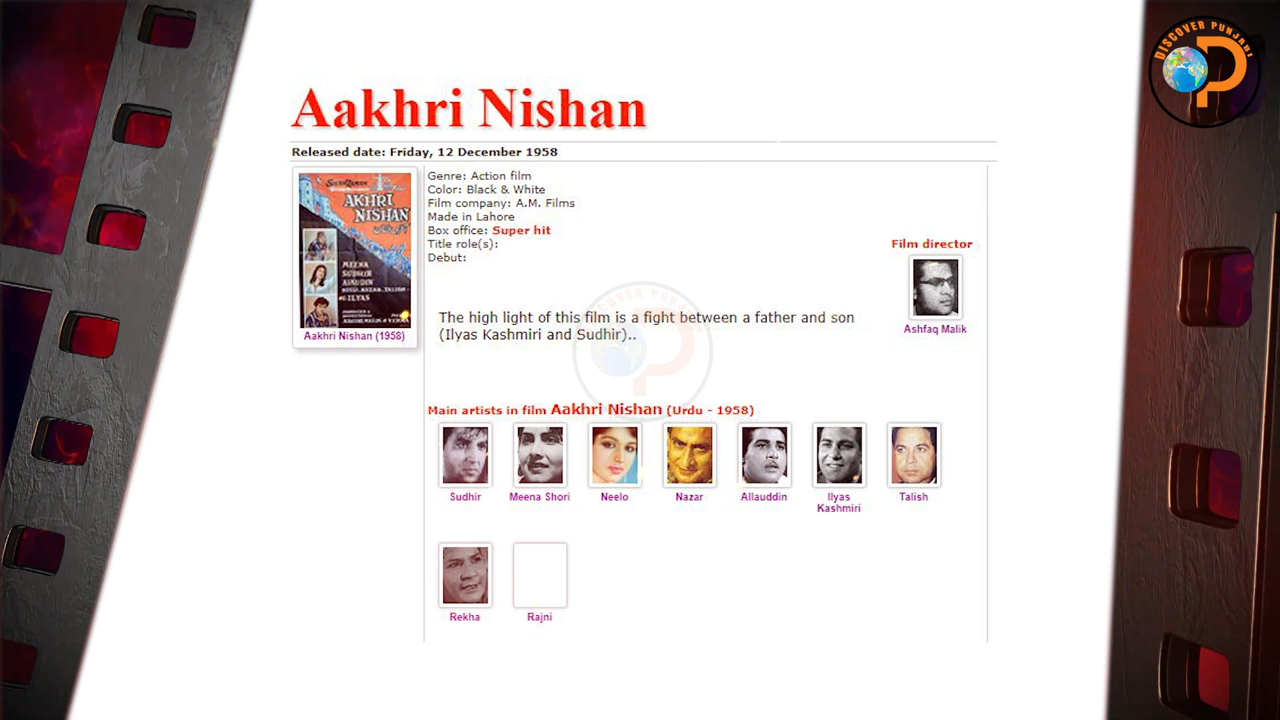 DISCOVER PUNJABI
P
Aakhri Nishan
Released date: Friday, 12 December 1958
AKHRI
NISHAN
MEENA
SUDHIR
ILYAS
Aakhri Nishan (1958)
Genre: Action film
Color: Black & White
Film company: A.M. Films
Made in Lahore
Box office: Super hit
Title role(s):
Debut:
Film director
Ashfaq Malik
The high light of this film is a fight between a father and son
(Ilyas Kashmiri and Sudhir)..
Main artists in film Aakhri Nishan (Urdu - 1958)
Sudhir
Meena Shori
Neelo
Nazar
Allauddin
Ilyas
Kashmiri
Talish
Rekha
Rajni